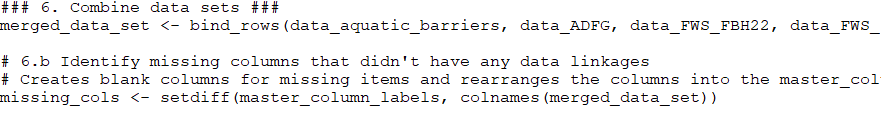 ### 6. Combine data sets ###
merged_data_set <- bind_rows(data_aquatic_barriers, data_ADFG, data_FWS_FBH22, data_FWS_
# 6.b Identify missing columns that didn't have any data linkages
# Creates blank columns for missing items and rearranges the columns into the master_col
missing_cols <- setdiff(master_column_labels, colnames(merged_data_set))